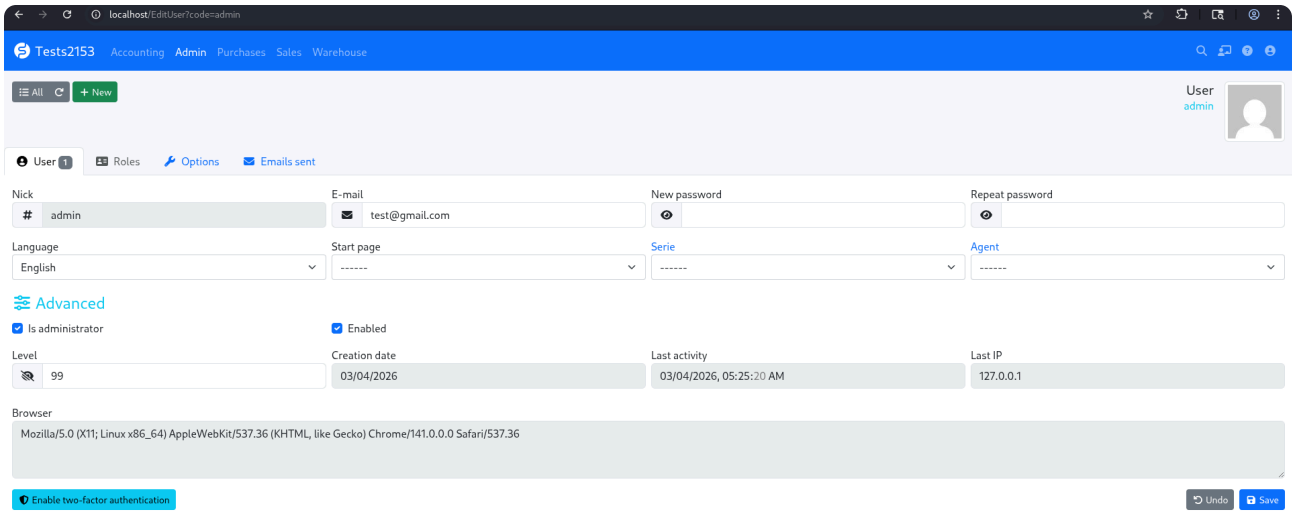 localhost/EditUser?code=admin
Tests2153 Accounting Admin Purchases Sales Warehouse
All + New
User
admin
User 1 Roles Options Emails sent
Nick E-mail New password Repeat password
# admin test@gmail.com
Language Start page Serie Agent
English ------ ------ ------
Advanced
Is administrator Enabled
Level Creation date Last activity Last IP
99 03/04/2026 03/04/2026, 05:25:20 AM 127.0.0.1
Browser
Mozilla/5.0 (X11; Linux x86_64) AppleWebKit/537.36 (KHTML, like Gecko) Chrome/141.0.0.0 Safari/537.36
Enable two-factor authentication Undo Save